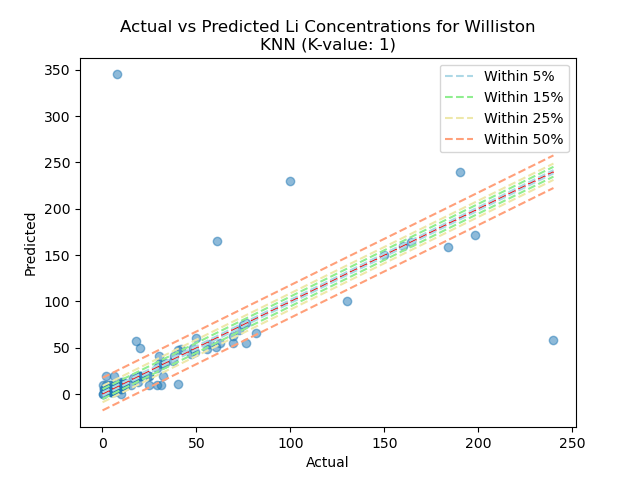 Actual vs Predicted Li Concentrations for Williston
KNN (K-value: 1)
Within 5%
Within 15%
Within 25%
Within 50%
350
300
250
200
150
100
50
0
Predicted
0
50
100
150
200
250
Actual